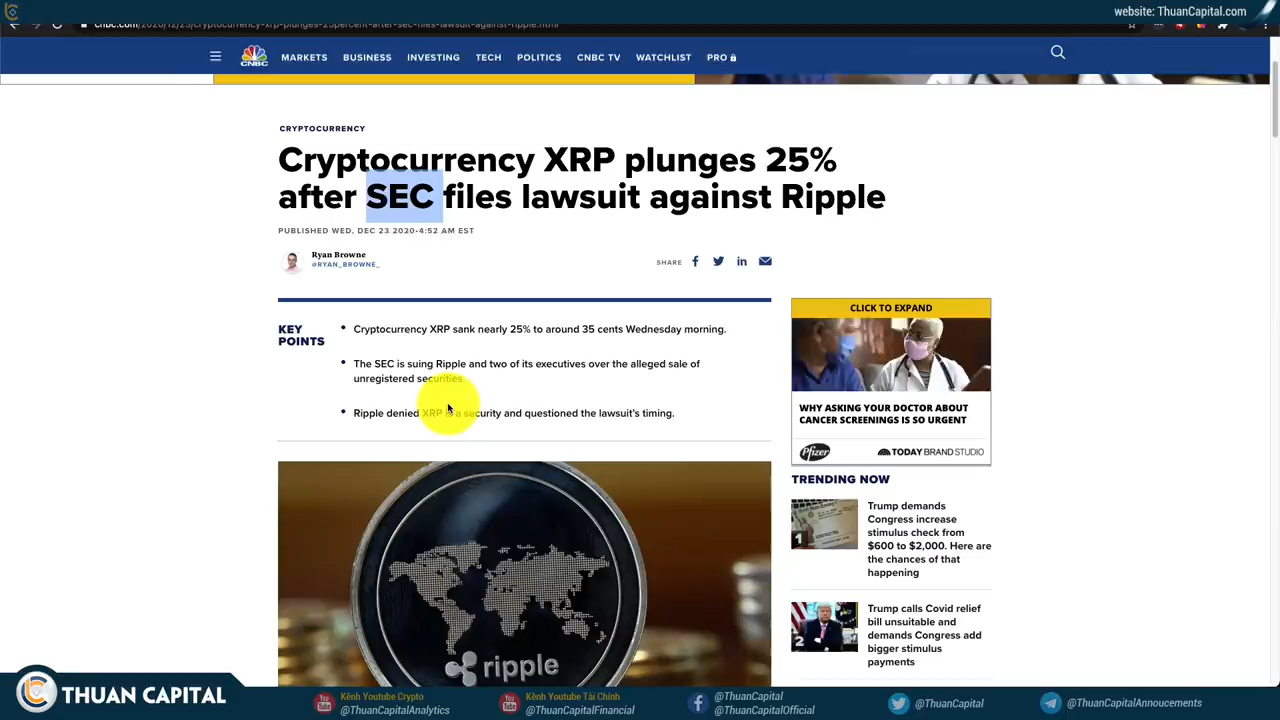 website: ThuanCapital.com
cnbc.com/2020/12/23/cryptocurrency-xrp-plunges-25percent-after-sec-files-lawsuit-against-ripple.html
CNBC
MARKETS BUSINESS INVESTING TECH POLITICS CNBC TV WATCHLIST PRO
CRYPTOCURRENCY
Cryptocurrency XRP plunges 25%
after SEC files lawsuit against Ripple
PUBLISHED WED, DEC 23 2020•4:52 AM EST
Ryan Browne
@RYAN_BROWNE_
SHARE
KEY
POINTS
• Cryptocurrency XRP sank nearly 25% to around 35 cents Wednesday morning.
• The SEC is suing Ripple and two of its executives over the alleged sale of
unregistered securities.
• Ripple denied XRP is a security and questioned the lawsuit's timing.
ripple
CLICK TO EXPAND
WHY ASKING YOUR DOCTOR ABOUT
CANCER SCREENINGS IS SO URGENT
Pfizer
TODAY BRAND STUDIO
TRENDING NOW
1
Trump demands
Congress increase
stimulus check from
$600 to $2,000. Here are
the chances of that
happening
2
Trump calls Covid relief
bill unsuitable and
demands Congress add
bigger stimulus
payments
THUAN CAPITAL
Kênh Youtube Crypto
@ThuanCapitalAnalytics
Kênh Youtube Tài Chính
@ThuanCapitalFinancial
@ThuanCapital
@ThuanCapitalOfficial
@ThuanCapital
@ThuanCapitalAnnoucements